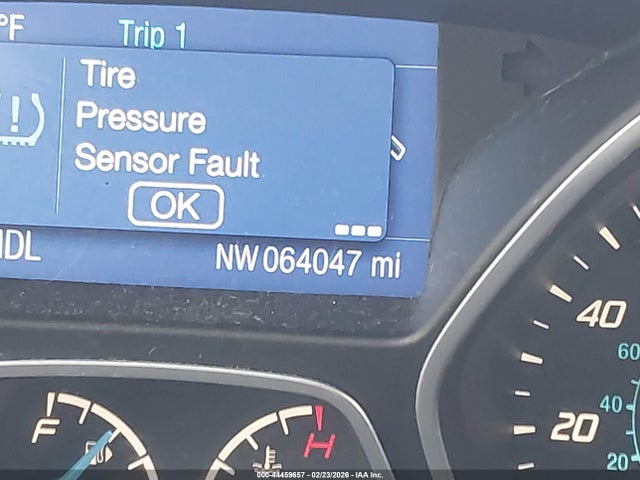 °F
Trip 1
Tire
Pressure
Sensor Fault
OK
NW 064047 mi
F
H
40
60
20
40
20
000-44459657 - 02/23/2026 - IAA Inc.